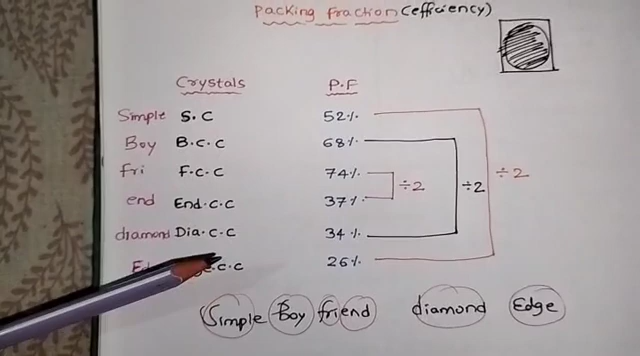 Packing Fraction (efficiency)
Crystals P.F
Simple S.C 52%
Boy B.C.C 68%
fri F.C.C 74%
end End.C.C 37%
÷2
÷2
÷2
diamond Dia.C.C 34%
.C.C 26%
Simple Boy friend diamond Edge